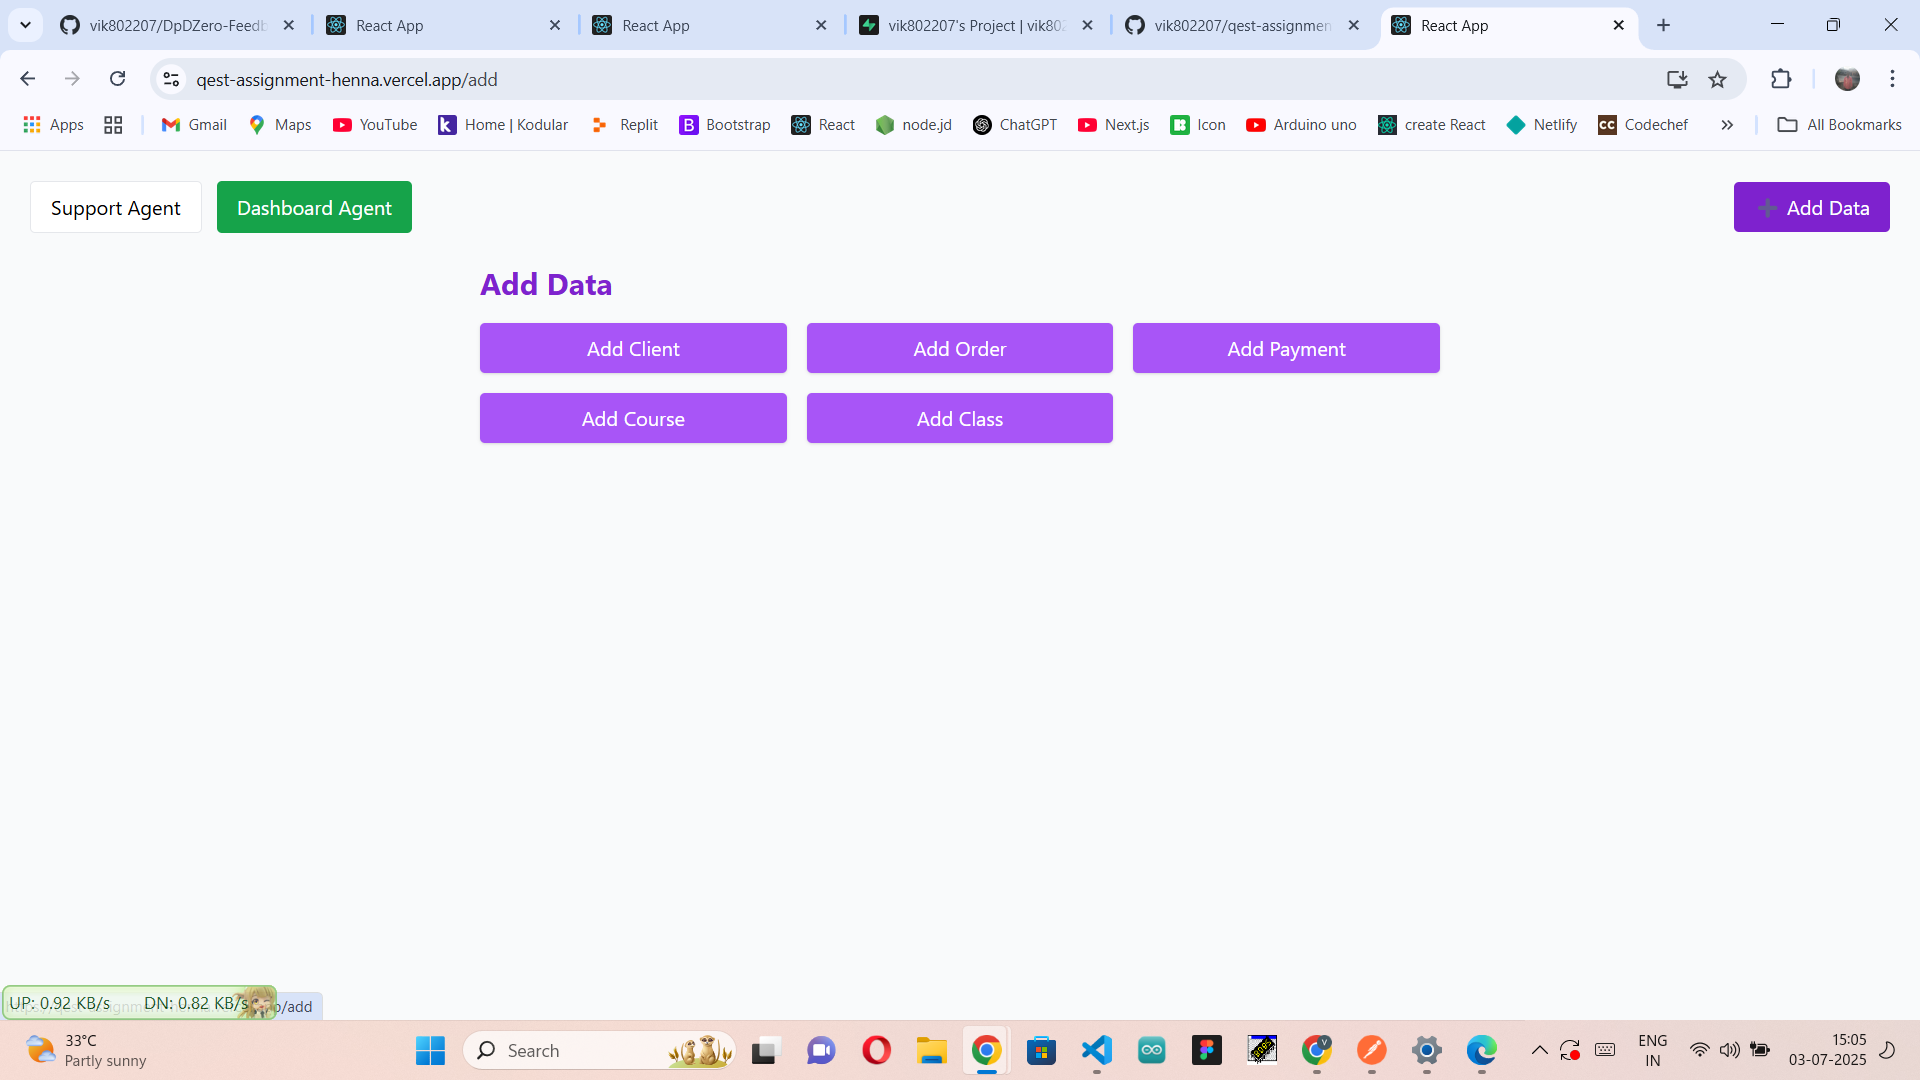 vik802207/DpDZero-Feedb
React App
React App
vik802207's Project | vik802
vik802207/qest-assignmen
React App
qest-assignment-henna.vercel.app/add
Apps
Gmail
Maps
YouTube
Home | Kodular
Replit
Bootstrap
React
node.jd
ChatGPT
Next.js
Icon
Arduino uno
create React
Netlify
Codechef
All Bookmarks
Support Agent
Dashboard Agent
Add Data
Add Data
Add Client
Add Order
Add Payment
Add Course
Add Class
UP: 0.92 KB/s DN: 0.82 KB/s
/add
33°C
Partly sunny
Search
ENG
IN
15:05
03-07-2025